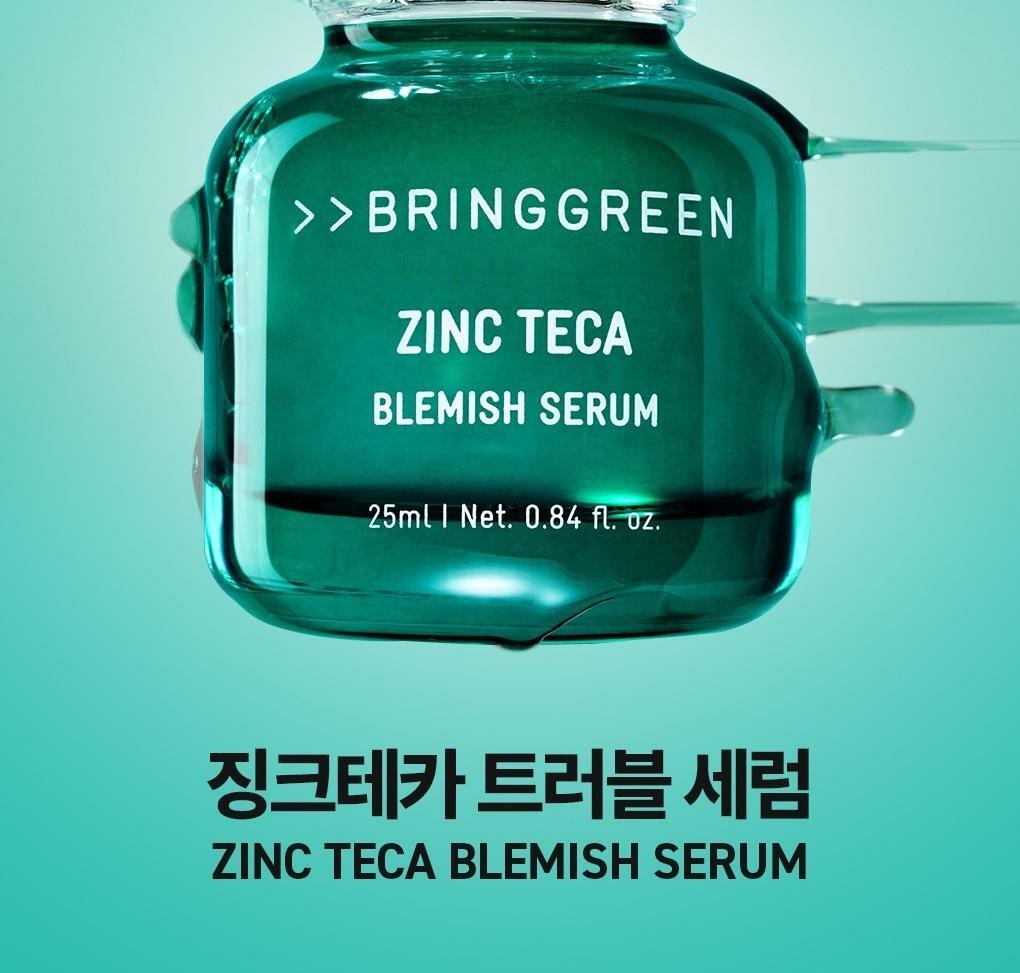 >>BRINGGREEN
ZINC TECA
BLEMISH SERUM
25ml | Net. 0.84 fl. oz.
징크테카 트러블 세럼
ZINC TECA BLEMISH SERUM